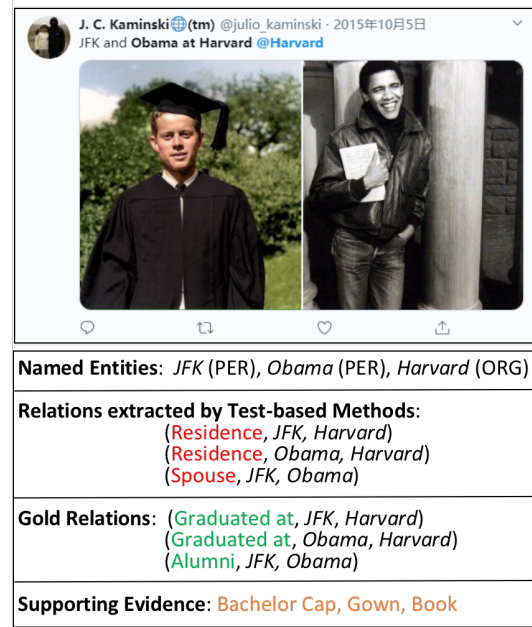 J. C. Kaminski🌐(tm) @julio_kaminski · 2015年10月5日
JFK and Obama at Harvard @Harvard
Named Entities: JFK (PER), Obama (PER), Harvard (ORG)
Relations extracted by Test-based Methods:
(Residence, JFK, Harvard)
(Residence, Obama, Harvard)
(Spouse, JFK, Obama)
Gold Relations: (Graduated at, JFK, Harvard)
(Graduated at, Obama, Harvard)
(Alumni, JFK, Obama)
Supporting Evidence: Bachelor Cap, Gown, Book